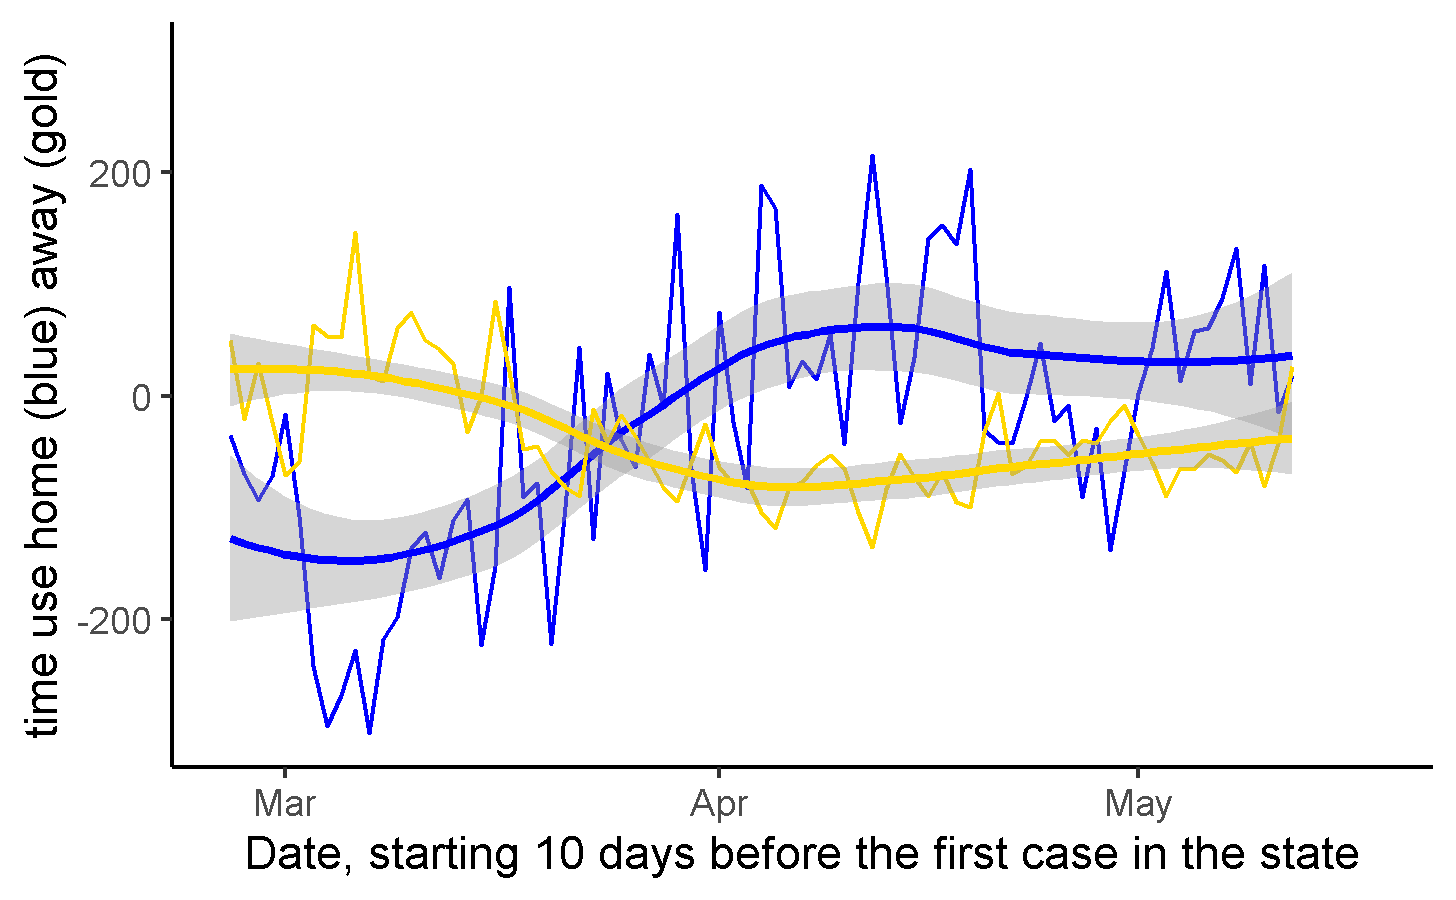 time use home (blue) away (gold)
200
0
-200
Mar Apr May
Date, starting 10 days before the first case in the state